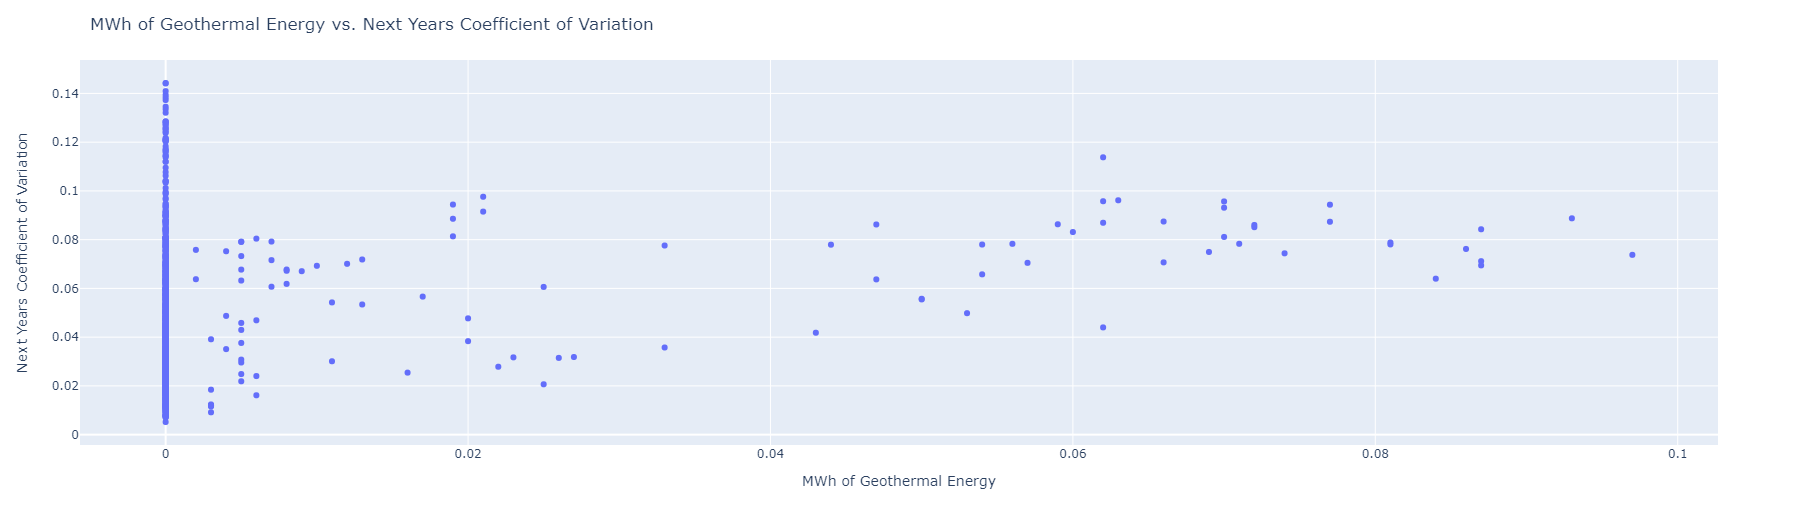 MWh of Geothermal Energy vs. Next Years Coefficient of Variation
Next Years Coefficient of Variation
0.14
0.12
0.1
0.08
0.06
0.04
0.02
0
0 0.02 0.04 0.06 0.08 0.1
MWh of Geothermal Energy